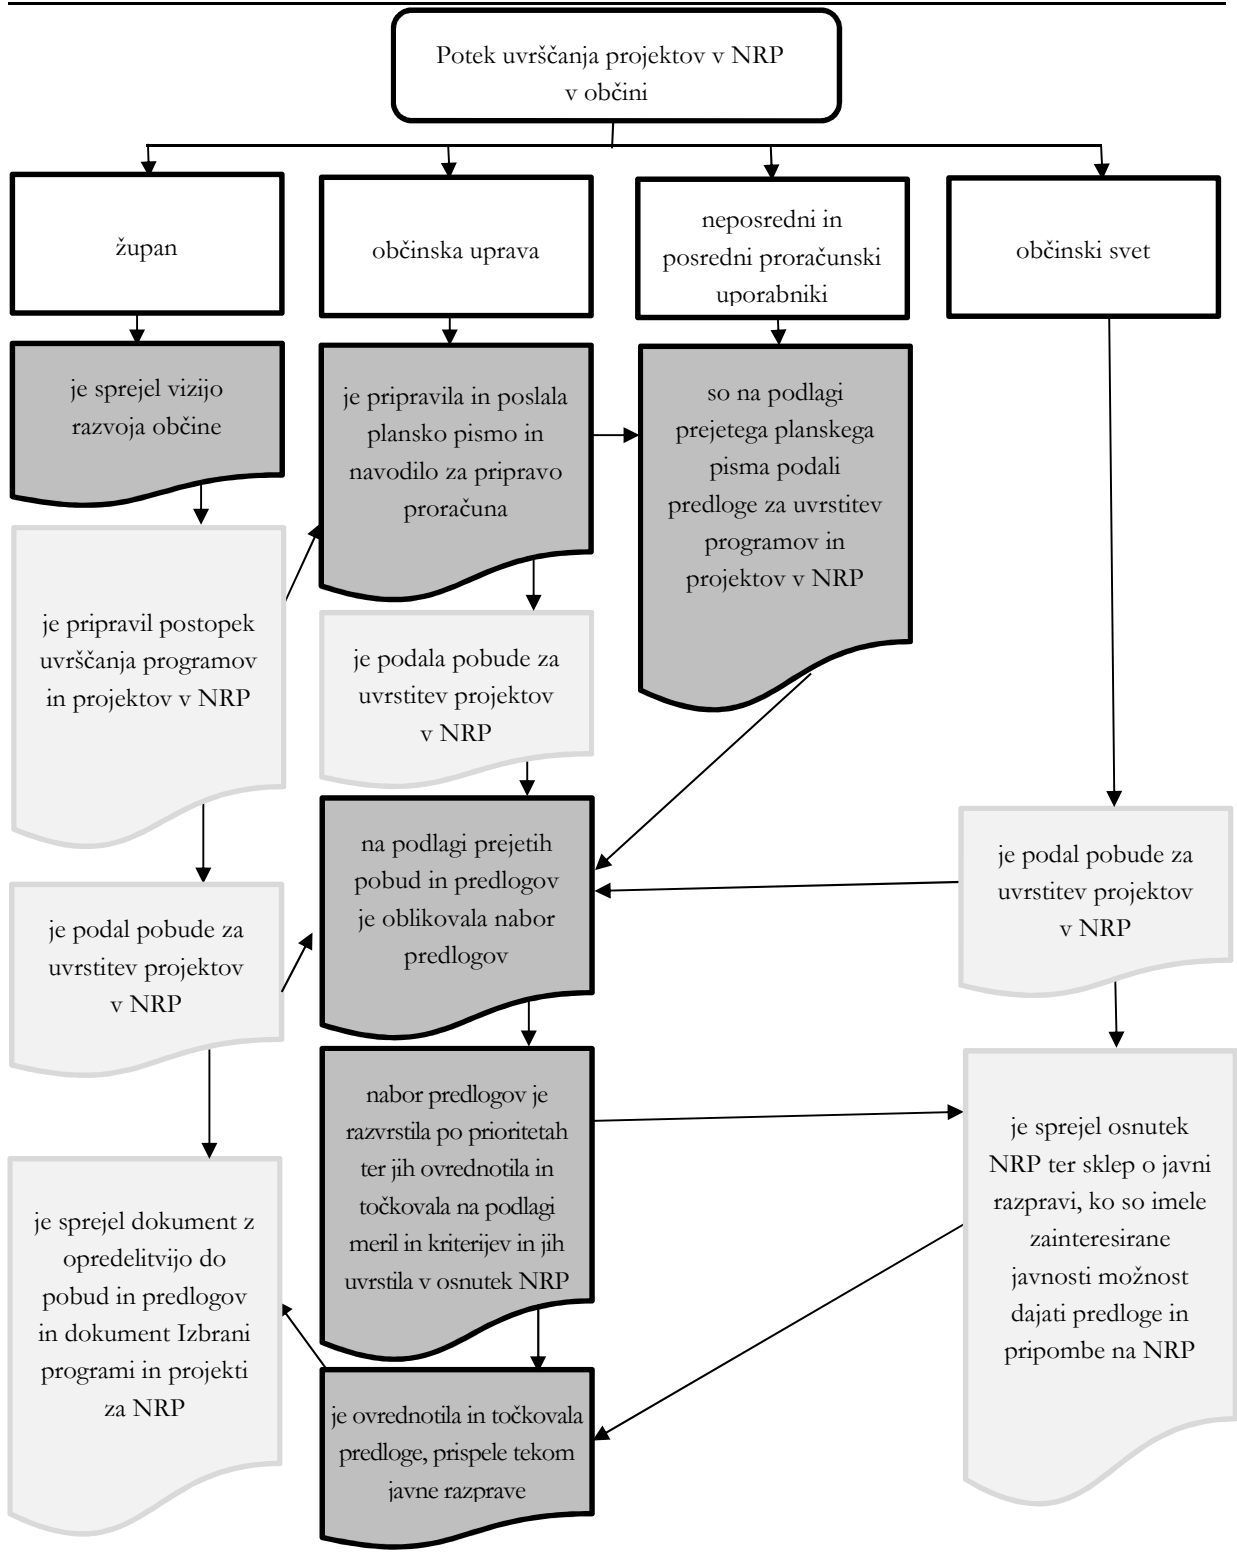 Potek uvrščanja projektov v NRP
v občini
župan
občinska uprava
neposredni in
posredni proračunski
uporabniki
občinski svet
je sprejel vizijo
razvoja občine
je pripravila in poslala
plansko pismo in
navodilo za pripravo
proračuna
so na podlagi
prejetega planskega
pisma podali
predloge za uvrstitev
programov in
projektov v NRP
je pripravil postopek
uvrščanja programov
in projektov v NRP
je podala pobude za
uvrstitev projektov
v NRP
na podlagi prejetih
pobud in predlogov
je oblikovala nabor
predlogov
je podal pobude za
uvrstitev projektov
v NRP
je podal pobude za
uvrstitev projektov
v NRP
nabor predlogov je
razvrstila po prioritetah
ter jih ovrednotila in
točkovala na podlagi
meril in kriterijev in jih
uvrstila v osnutek NRP
je sprejel osnutek
NRP ter sklep o javni
razpravi, ko so imele
zainteresirane
javnosti možnost
dajati predloge in
pripombe na NRP
je sprejel dokument z
opredelitvijo do
pobud in predlogov
in dokument Izbrani
programi in projekti
za NRP
je ovrednotila in točkovala
predloge, prispele tekom
javne razprave